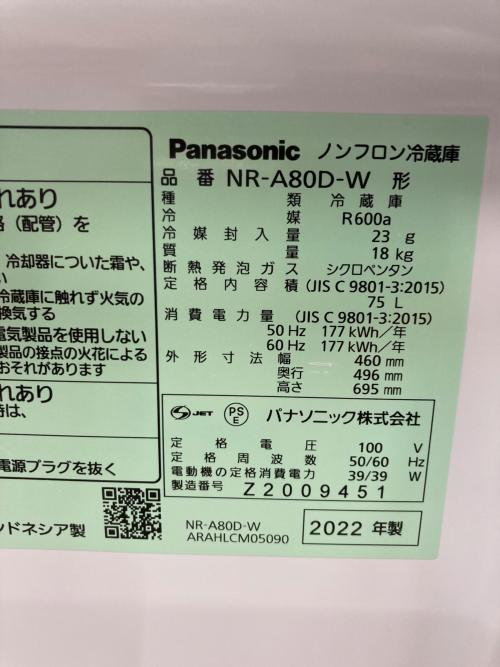 Panasonic ノンフロン冷蔵庫
品番 NR-A80D-W 形
種類 冷蔵庫
冷媒 R600a
冷媒封入量 23 g
質量 18 kg
断熱発泡ガス シクロペンタン
定格内容積 (JIS C 9801-3:2015)
75 L
消費電力量 (JIS C 9801-3:2015)
50 Hz 177 kWh/年
60 Hz 177 kWh/年
外形寸法 幅 460 mm
奥行 496 mm
高さ 695 mm
S JET PS E パナソニック株式会社
定格電圧 100 V
定格周波数 50/60 Hz
電動機の定格消費電力 39/39 W
製造番号 Z2009451
NR-A80D-W
ARAHLCM05090
2022 年製
れあり
(配管)を
冷却器についた霜や、
い
冷蔵庫に触れず火気の
換気する
電気製品を使用しない
製品の接点の火花による
おそれがあります
れあり
時は、
電源プラグを抜く
ンドネシア製